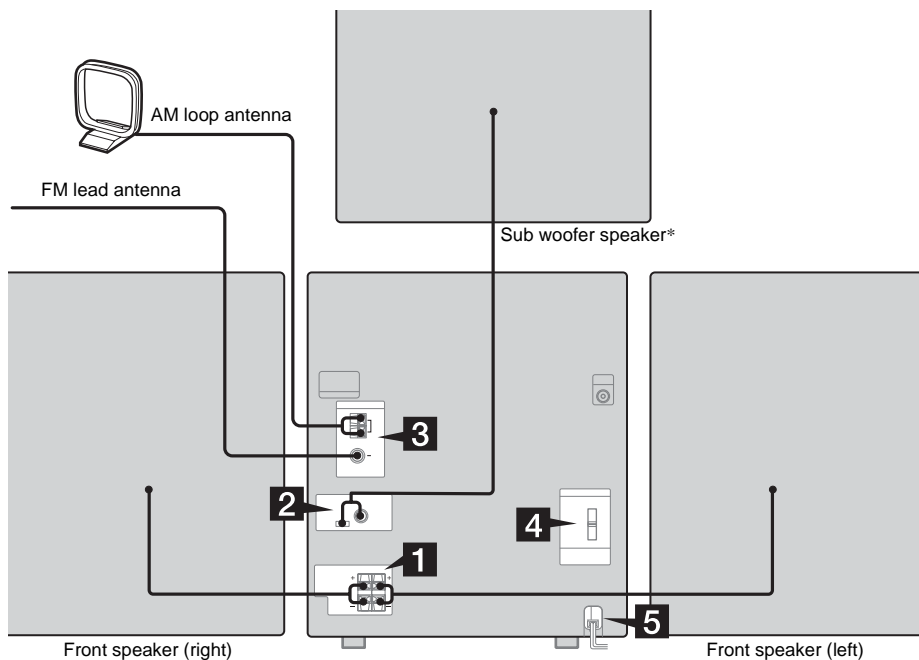 AM loop antenna
FM lead antenna
Sub woofer speaker*
3
2
4
1
+ +
– –
5
Front speaker (right)
Front speaker (left)